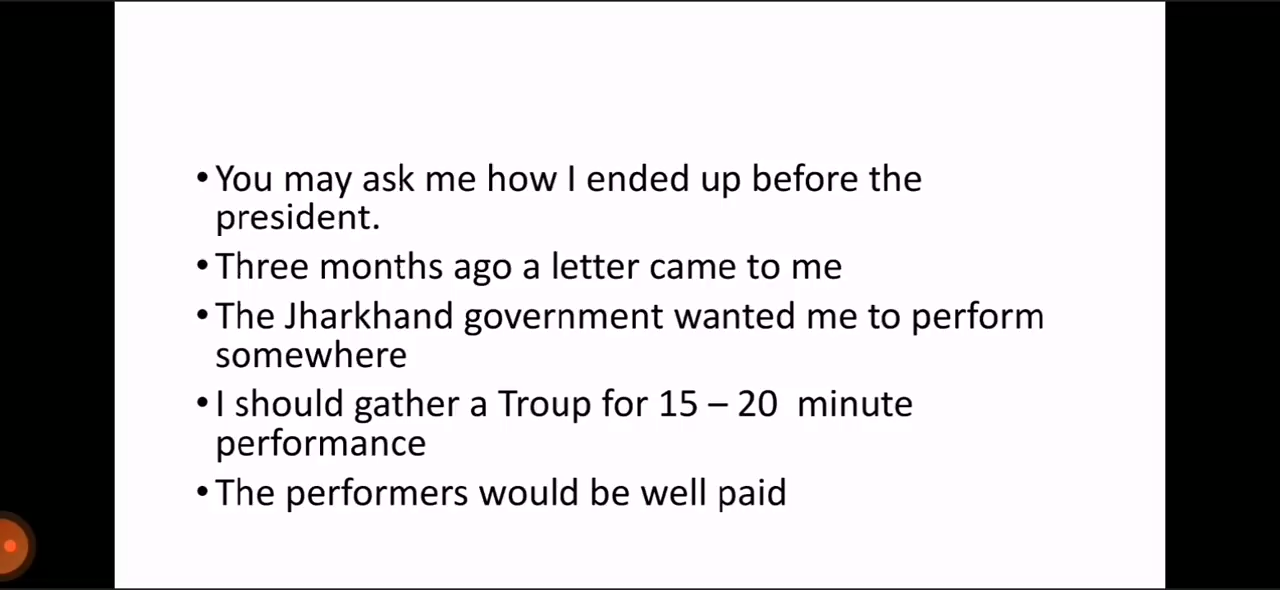 •You may ask me how I ended up before the
president.
•Three months ago a letter came to me
•The Jharkhand government wanted me to perform
somewhere
•I should gather a Troup for 15 – 20  minute
performance
•The performers would be well paid